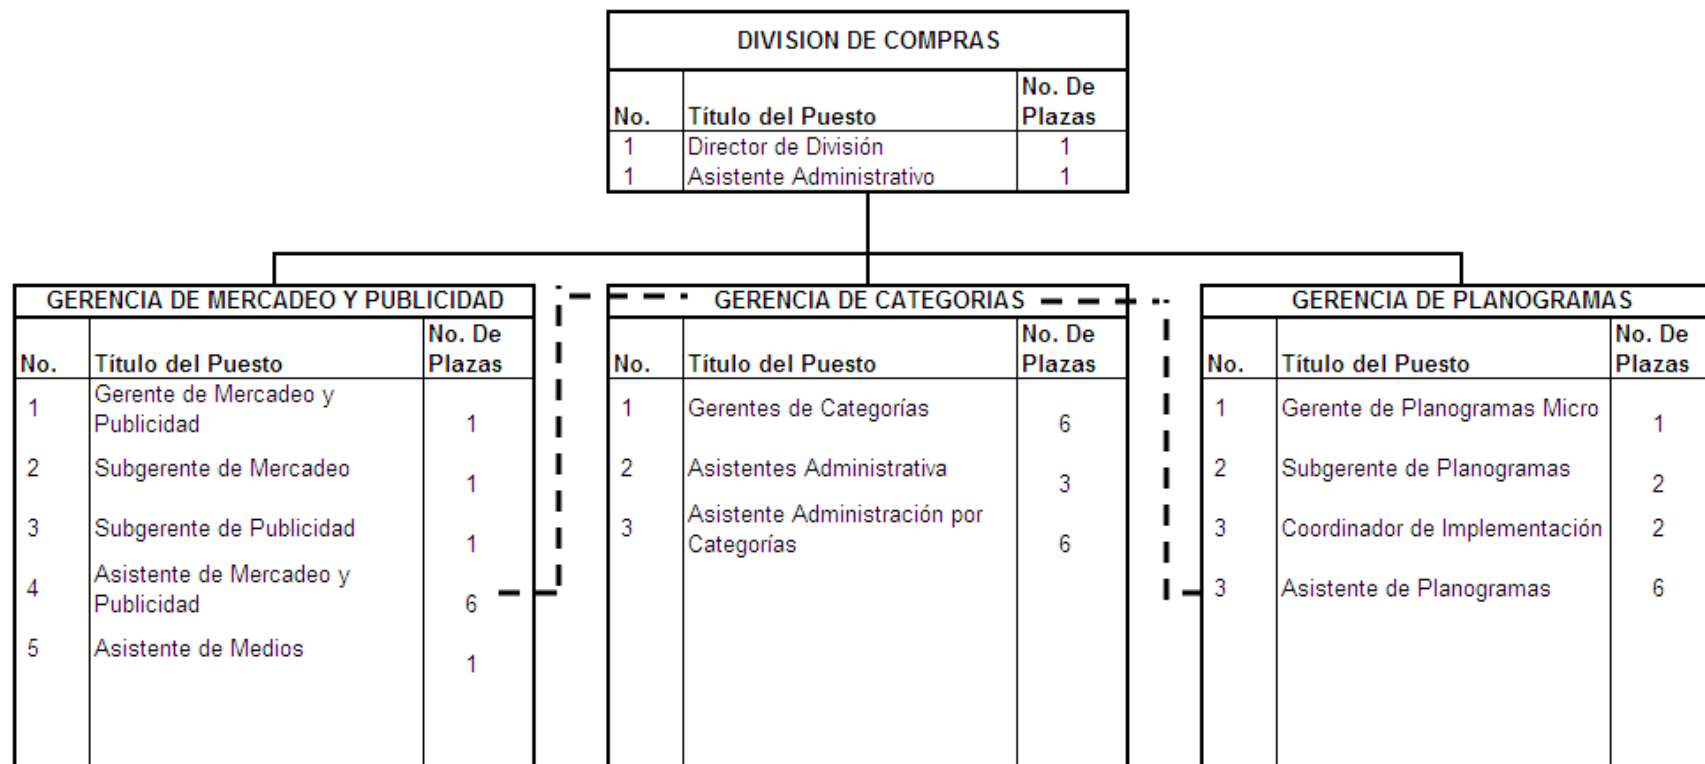 DIVISION DE COMPRAS
No. Título del Puesto No. De Plazas
1 Director de División 1
1 Asistente Administrativo 1
GERENCIA DE MERCADEO Y PUBLICIDAD
No. Título del Puesto No. De Plazas
1 Gerente de Mercadeo y
Publicidad 1
2 Subgerente de Mercadeo 1
3 Subgerente de Publicidad 1
4 Asistente de Mercadeo y
Publicidad 6
5 Asistente de Medios 1
GERENCIA DE CATEGORIAS
No. Título del Puesto No. De Plazas
1 Gerentes de Categorías 6
2 Asistentes Administrativa 3
3 Asistente Administración por
Categorías 6
GERENCIA DE PLANOGRAMAS
No. Título del Puesto No. De Plazas
1 Gerente de Planogramas Micro 1
2 Subgerente de Planogramas 2
3 Coordinador de Implementación 2
3 Asistente de Planogramas 6